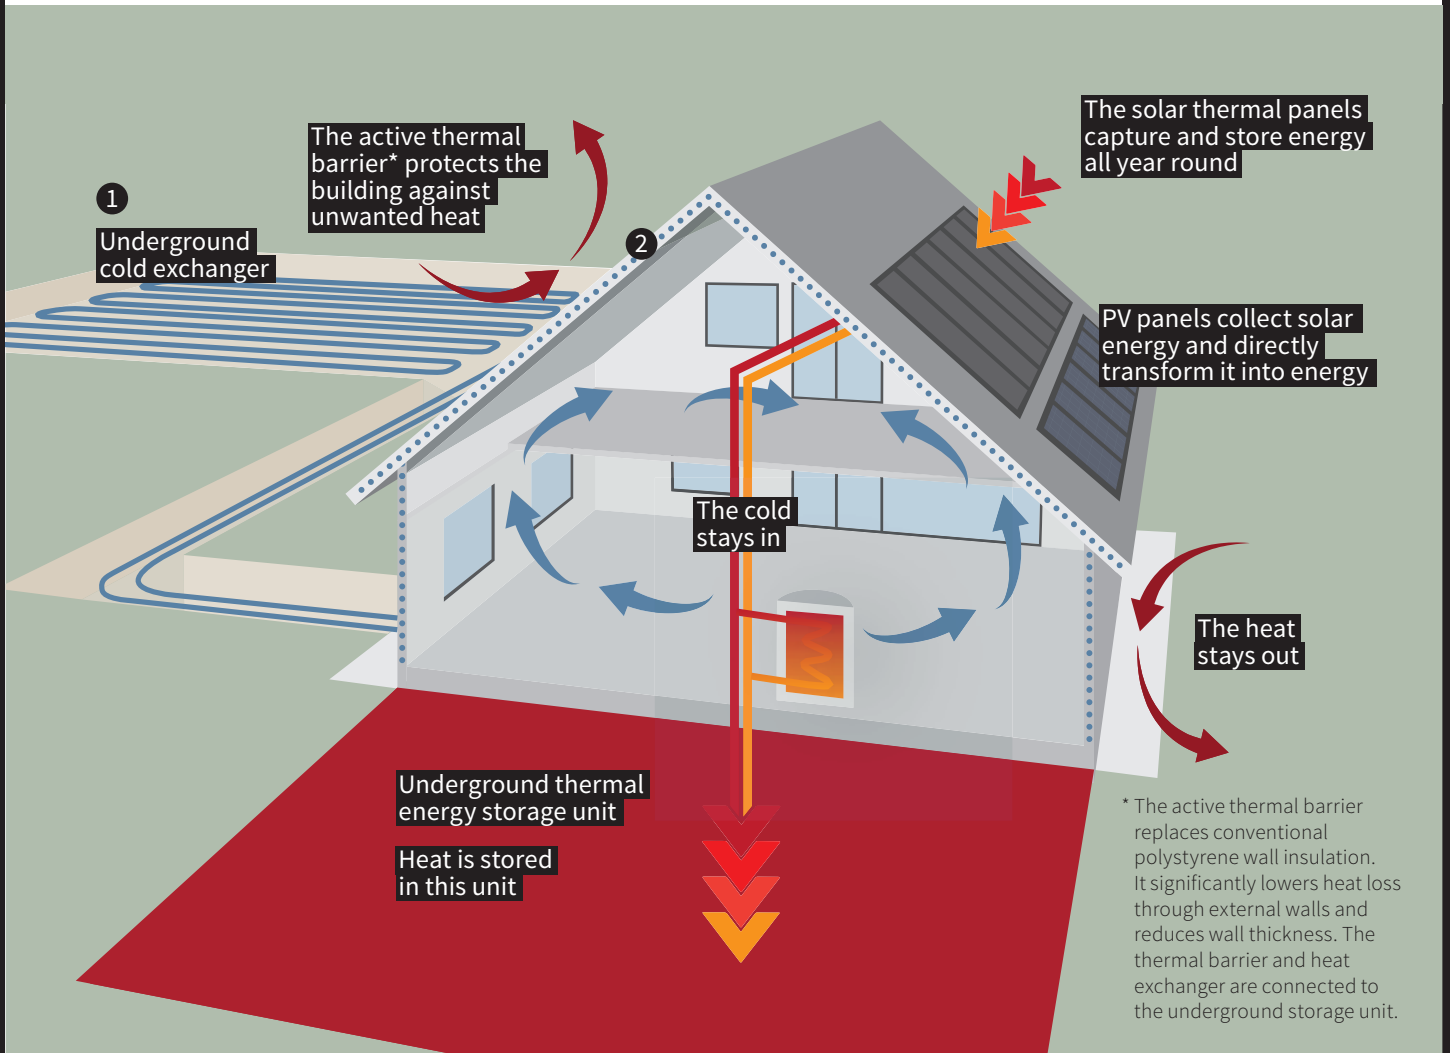 The active thermal
barrier* protects the
building against
unwanted heat
1
Underground
cold exchanger
2
The solar thermal panels
capture and store energy
all year round
PV panels collect solar
energy and directly
transform it into energy
The cold
stays in
The heat
stays out
Underground thermal
energy storage unit
Heat is stored
in this unit
* The active thermal barrier
replaces conventional
polystyrene wall insulation.
It significantly lowers heat loss
through external walls and
reduces wall thickness. The
thermal barrier and heat
exchanger are connected to
the underground storage unit.